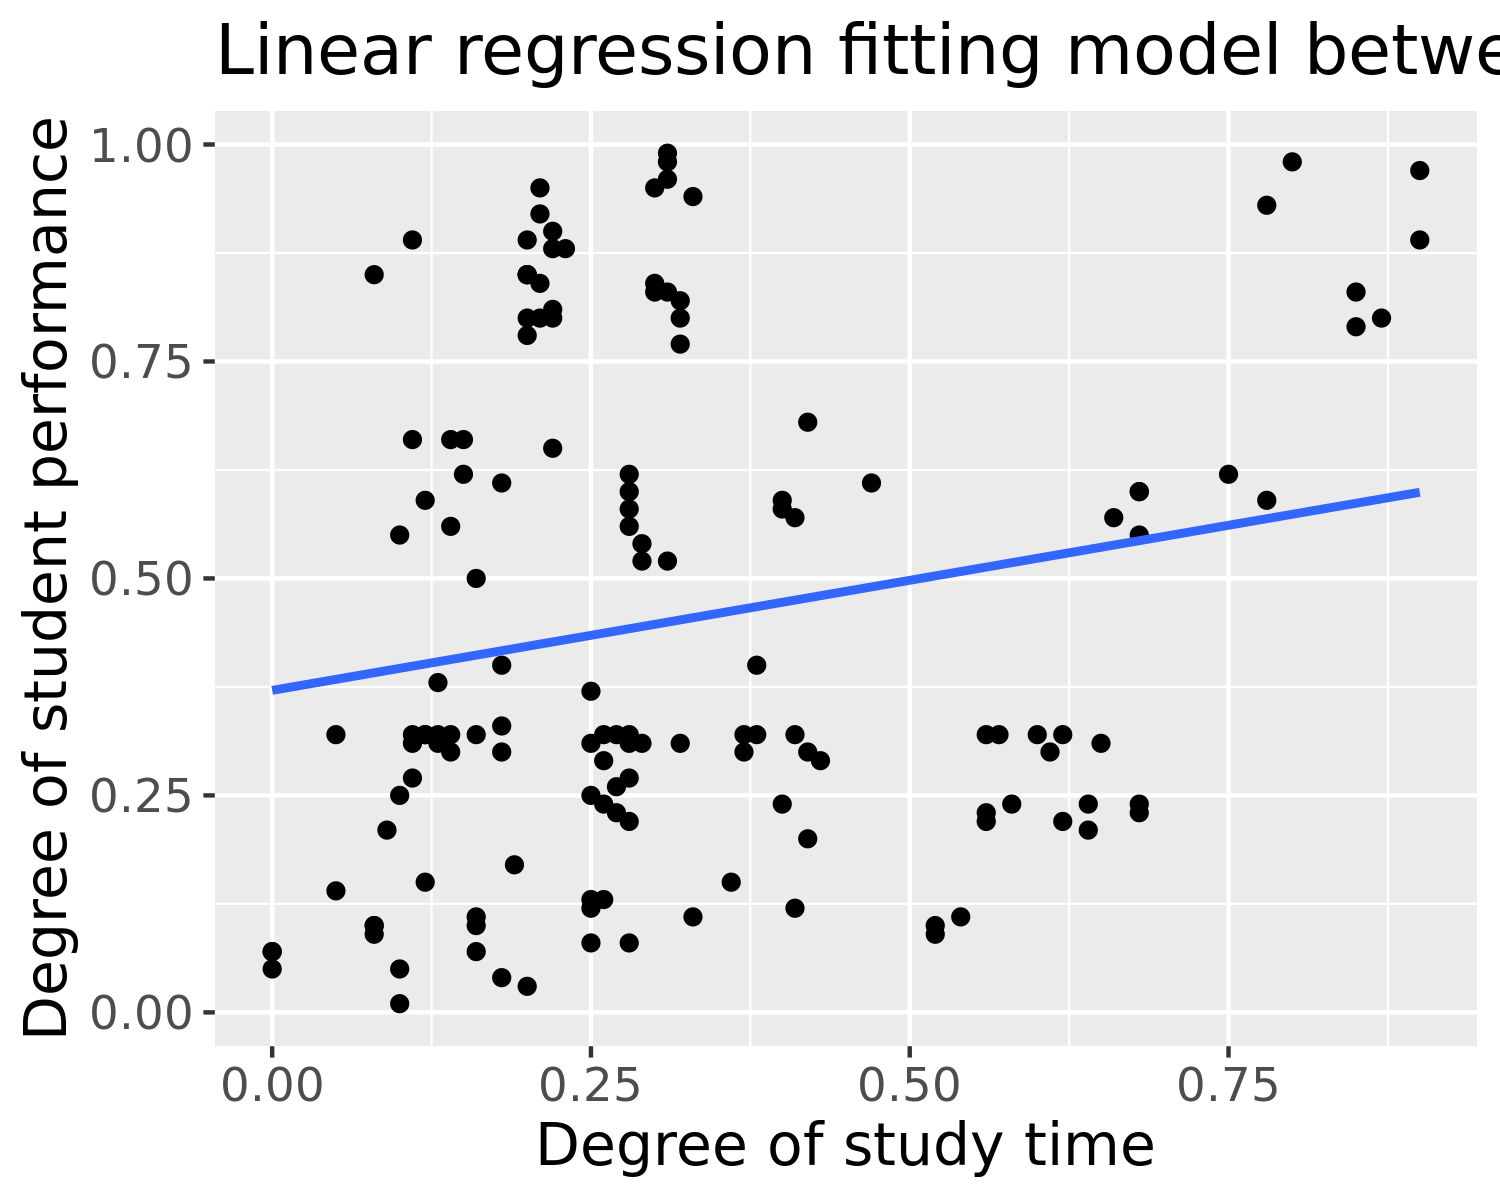 Linear regression fitting model betwe
Degree of student performance
1.00
0.75
0.50
0.25
0.00
0.00 0.25 0.50 0.75
Degree of study time